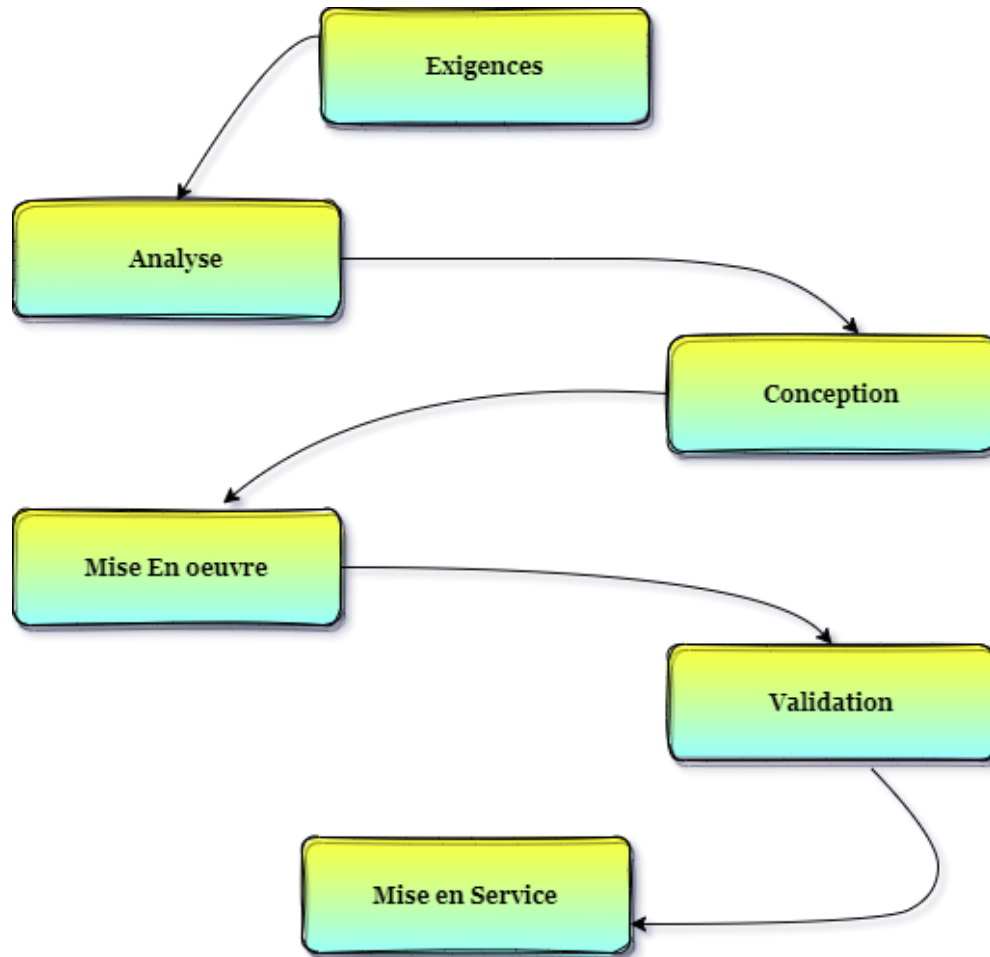 Exigences
Analyse
Conception
Mise En oeuvre
Validation
Mise en Service